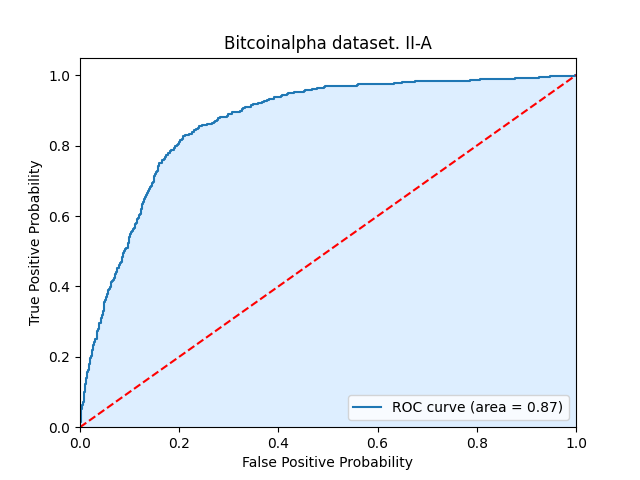 Bitcoinalpha dataset. II-A
True Positive Probability
1.0
0.8
0.6
0.4
0.2
0.0
0.0 0.2 0.4 0.6 0.8 1.0
False Positive Probability
ROC curve (area = 0.87)